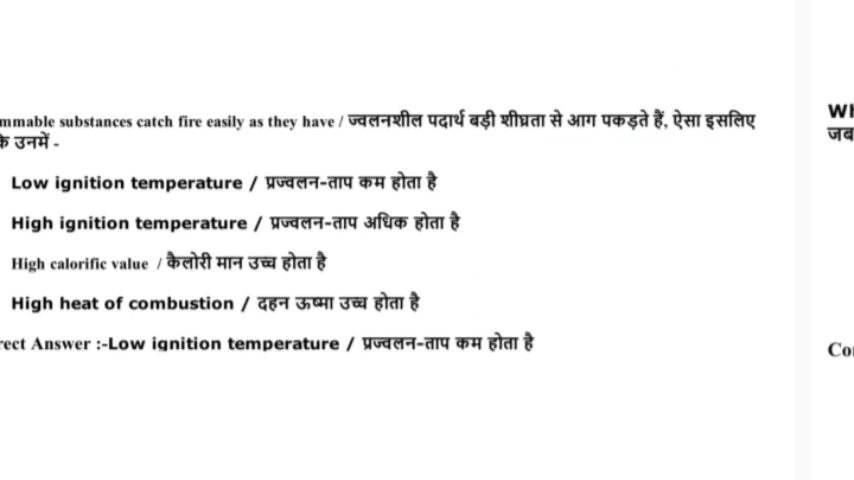 mmable substances catch fire easily as they have / ज्वलनशील पदार्थ बड़ी शीघ्रता से आग पकड़ते हैं, ऐसा इसलिए
के उनमें -
Low ignition temperature / प्रज्वलन-ताप कम होता है
High ignition temperature / प्रज्वलन-ताप अधिक होता है
High calorific value / कैलोरी मान उच्च होता है
High heat of combustion / दहन ऊष्मा उच्च होता है
rect Answer :-Low ignition temperature / प्रज्वलन-ताप कम होता है
Wh
जब
Cor